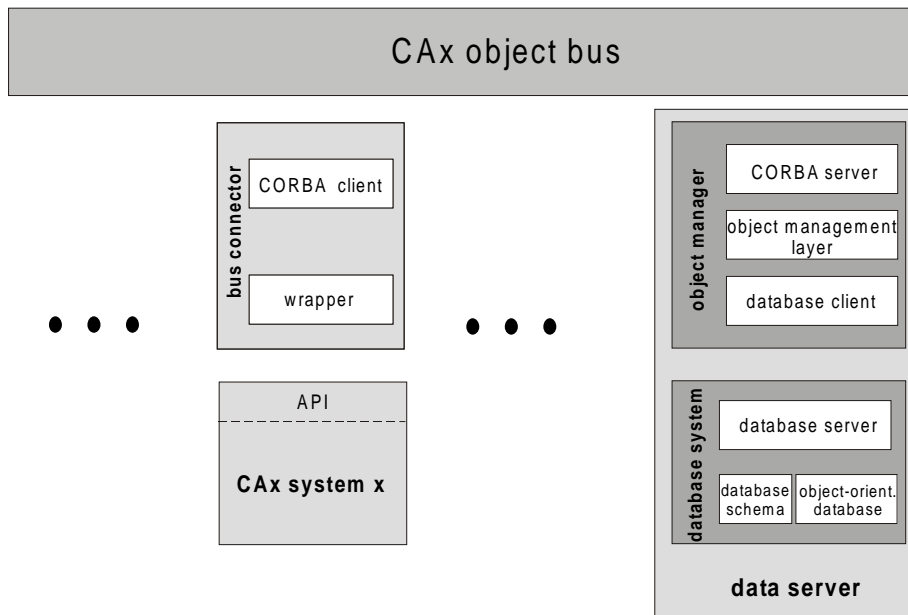 CAx object bus
bus connector
CORBA client
wrapper
API
CAx system x
object manager
CORBA server
object management
layer
database client
database system
database server
database
schema
object-orient.
database
data server